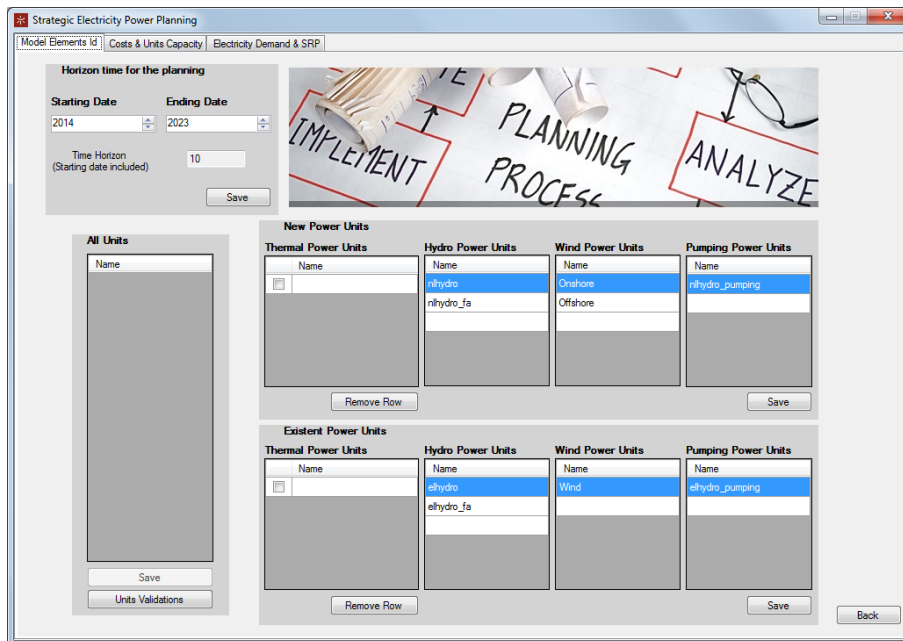 Strategic Electricity Power Planning
Model Elements Id
Costs & Units Capacity
Electricity Demand & SRP
Horizon time for the planning
Starting Date
Ending Date
2014
2023
Time Horizon
(Starting date included)
10
Save
IMPLEMENT
PLANNING
PROCESS
ANALYZE
All Units
Name
Save
Units Validations
New Power Units
Thermal Power Units
Hydro Power Units
Wind Power Units
Pumping Power Units
Name
Name
Name
Name
nlhydro
Onshore
nlhydro_pumping
nlhydro_fa
Offshore
Remove Row
Save
Existent Power Units
Thermal Power Units
Hydro Power Units
Wind Power Units
Pumping Power Units
Name
Name
Name
Name
elhydro
Wind
elhydro_pumping
elhydro_fa
Remove Row
Save
Back